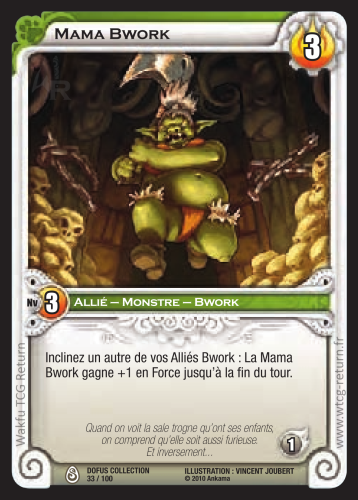 Mama Bwork
3
Nv 3 Allié – Monstre – Bwork
Inclinez un autre de vos Alliés Bwork : La Mama
Bwork gagne +1 en Force jusqu'à la fin du tour.
Quand on voit la sale trogne qu'ont ses enfants,
on comprend qu'elle soit aussi furieuse.
Et inversement...
1
DOFUS COLLECTION
33 / 100
ILLUSTRATION : VINCENT JOUBERT
© 2010 Ankama
Wakfu TCG Return
www.wtcg-return.fr